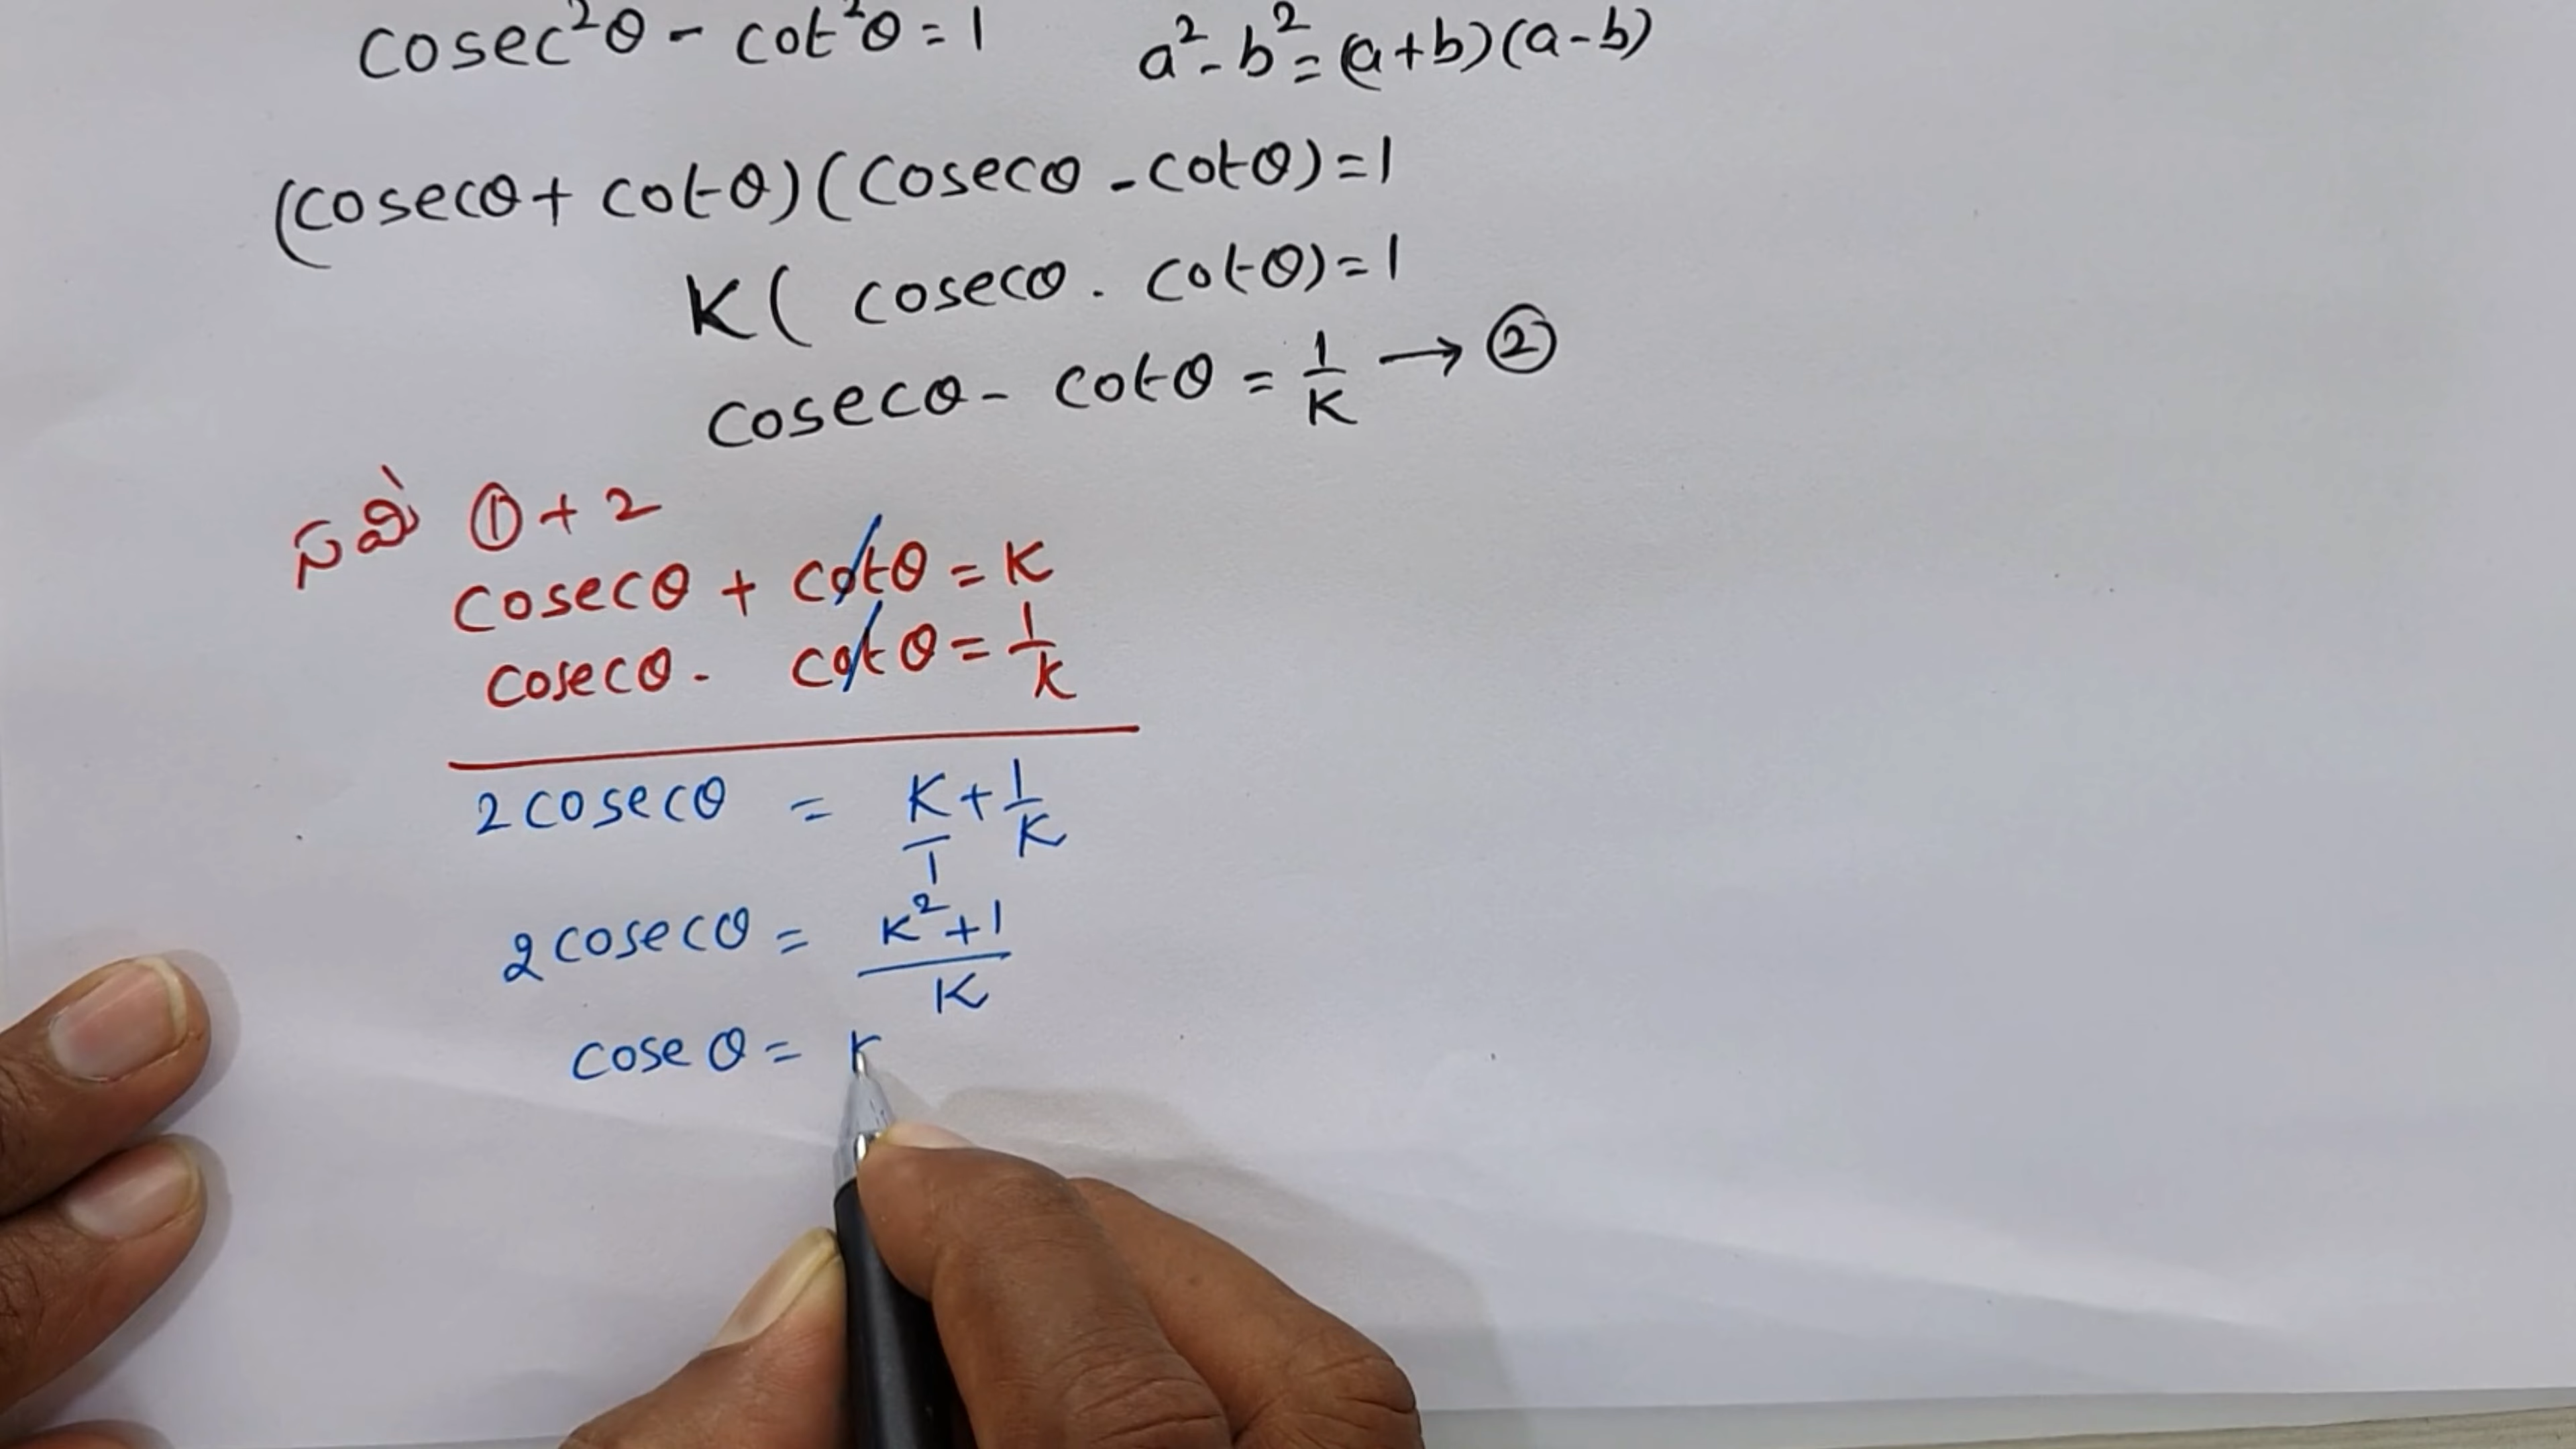 cosec²θ - cot²θ = 1   a² - b² = (a+b)(a-b)
(cosecθ + cotθ)(cosecθ - cotθ) = 1
K( cosecθ . cotθ) = 1
cosecθ - cotθ = 1/K → ②
ಸಮೀ ① + 2
cosecθ + cotθ = K
cosecθ . cotθ = 1/K
2cosecθ = K/1 + 1/K
2cosecθ = K²+1/K
coseθ = K